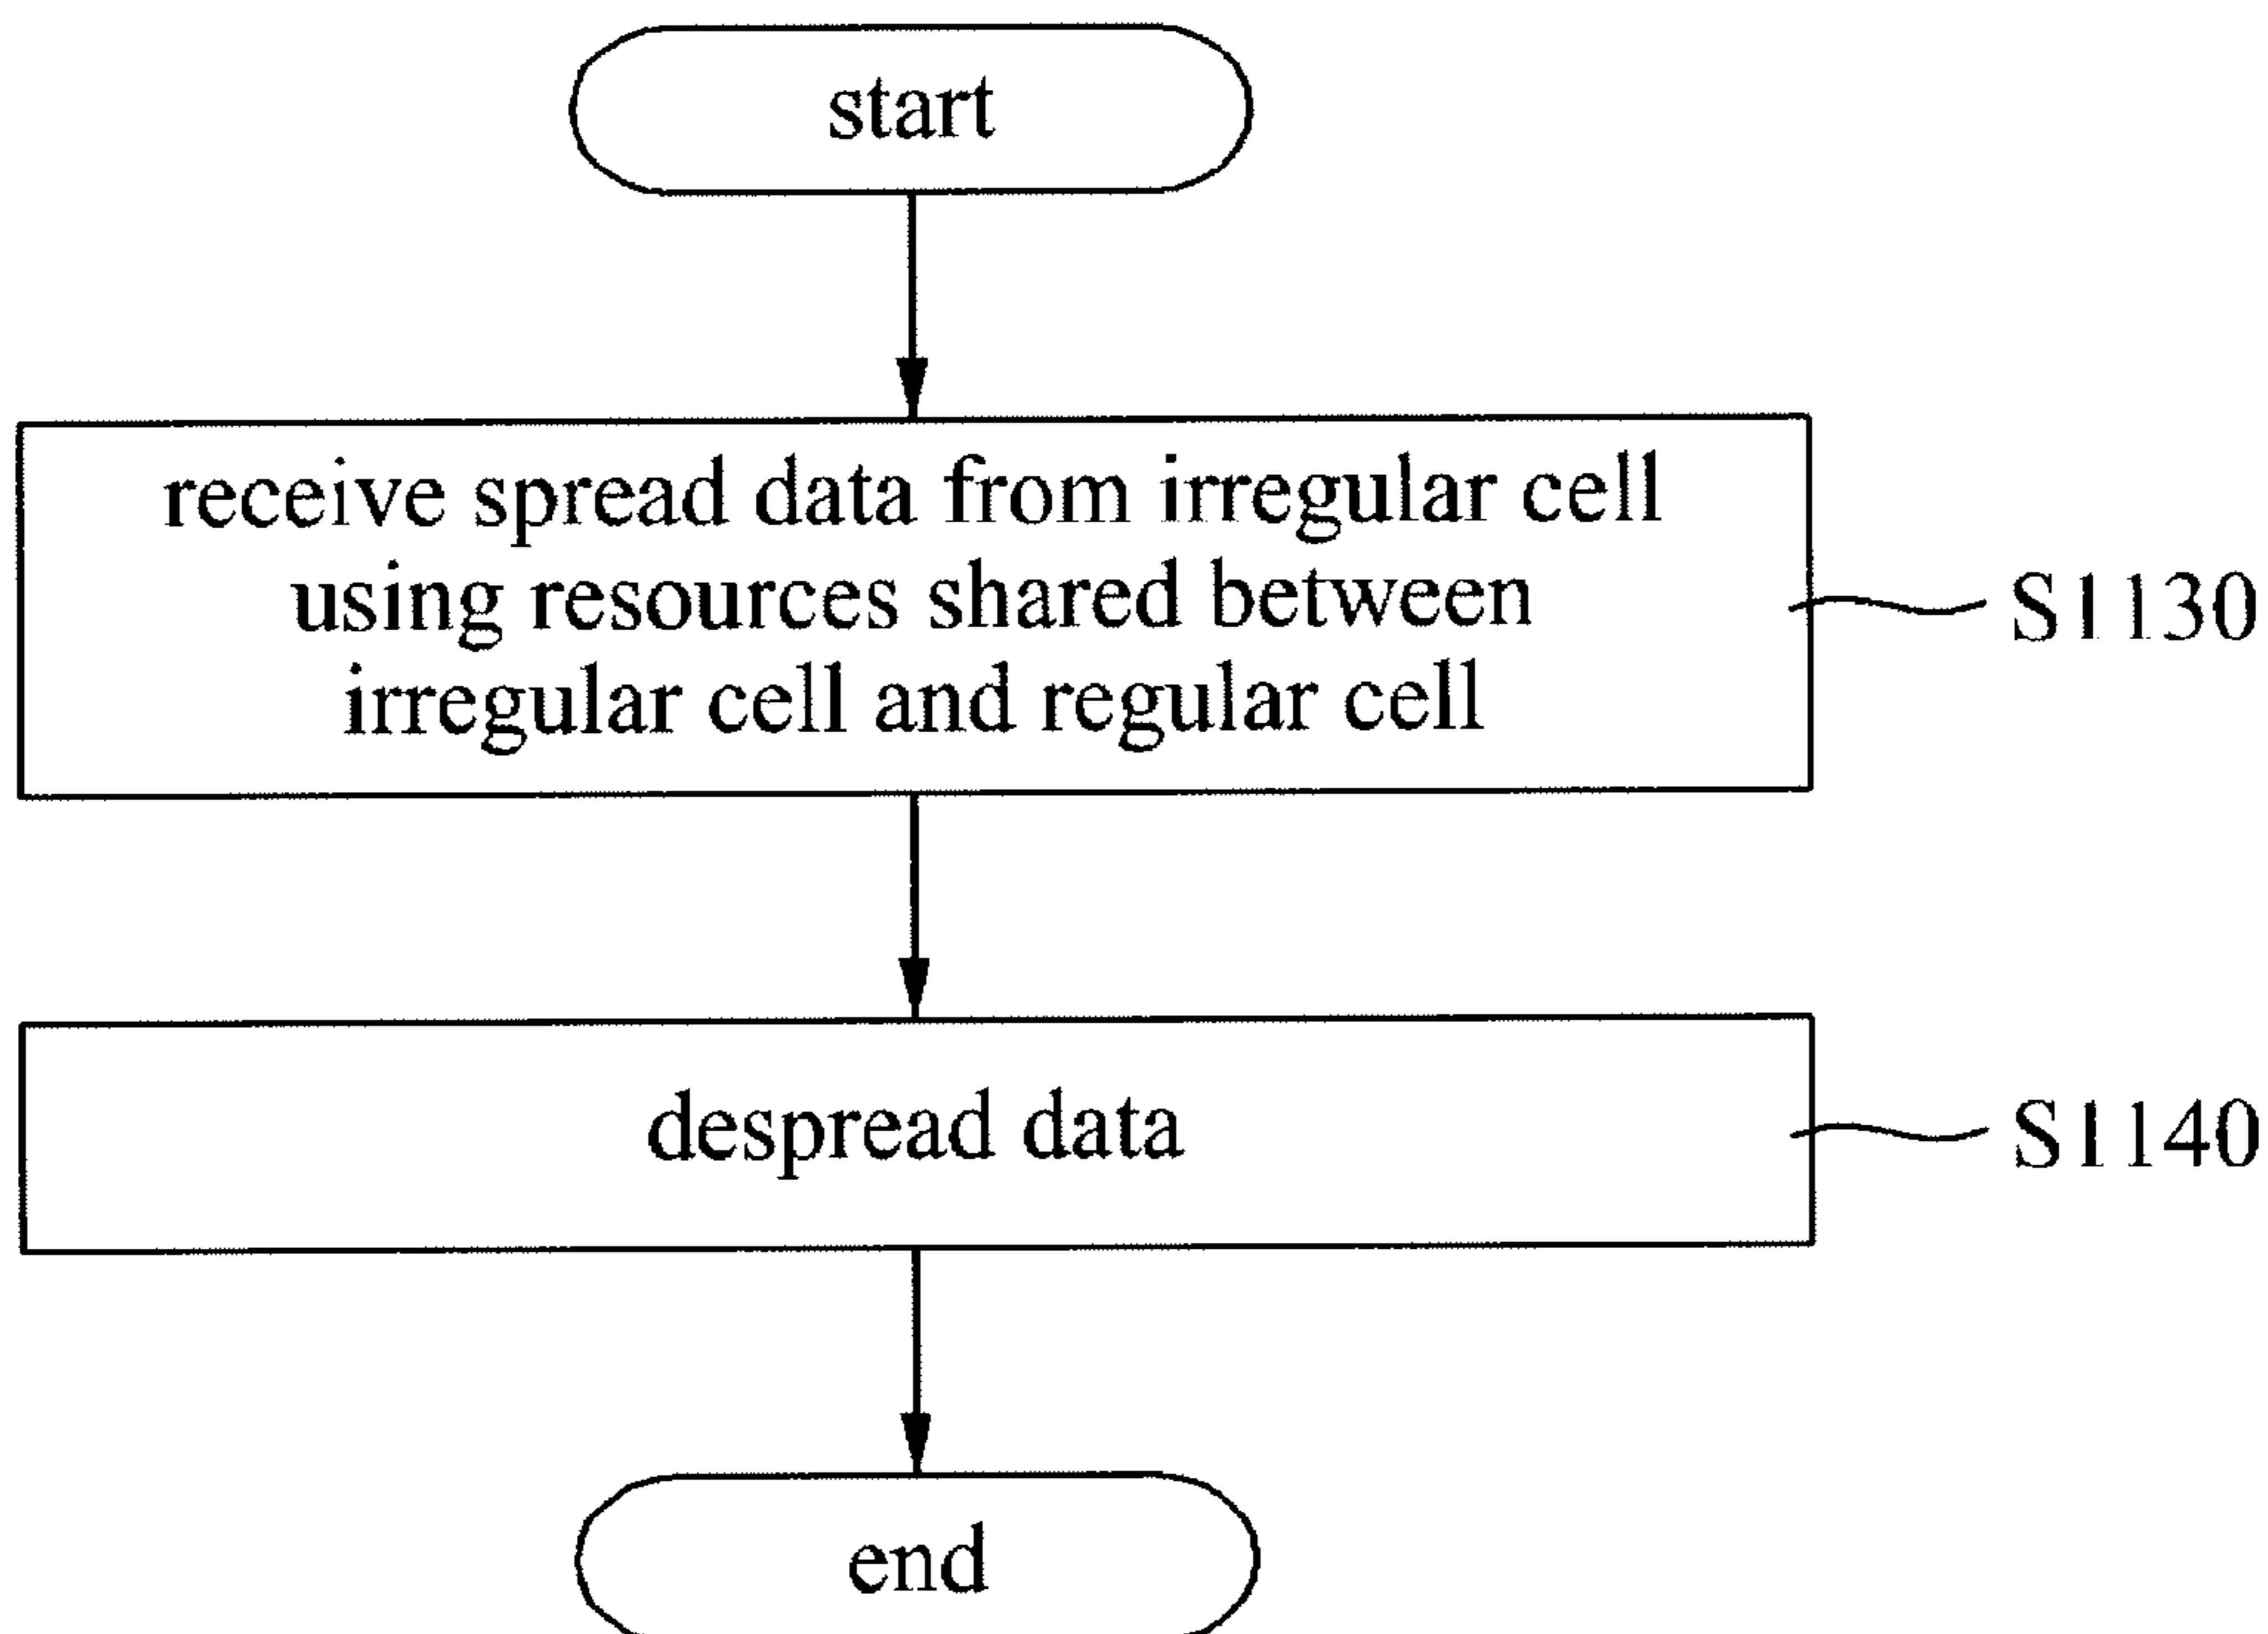 start
receive spread data from irregular cell
using resources shared between
irregular cell and regular cell
S1130
despread data
S1140
end